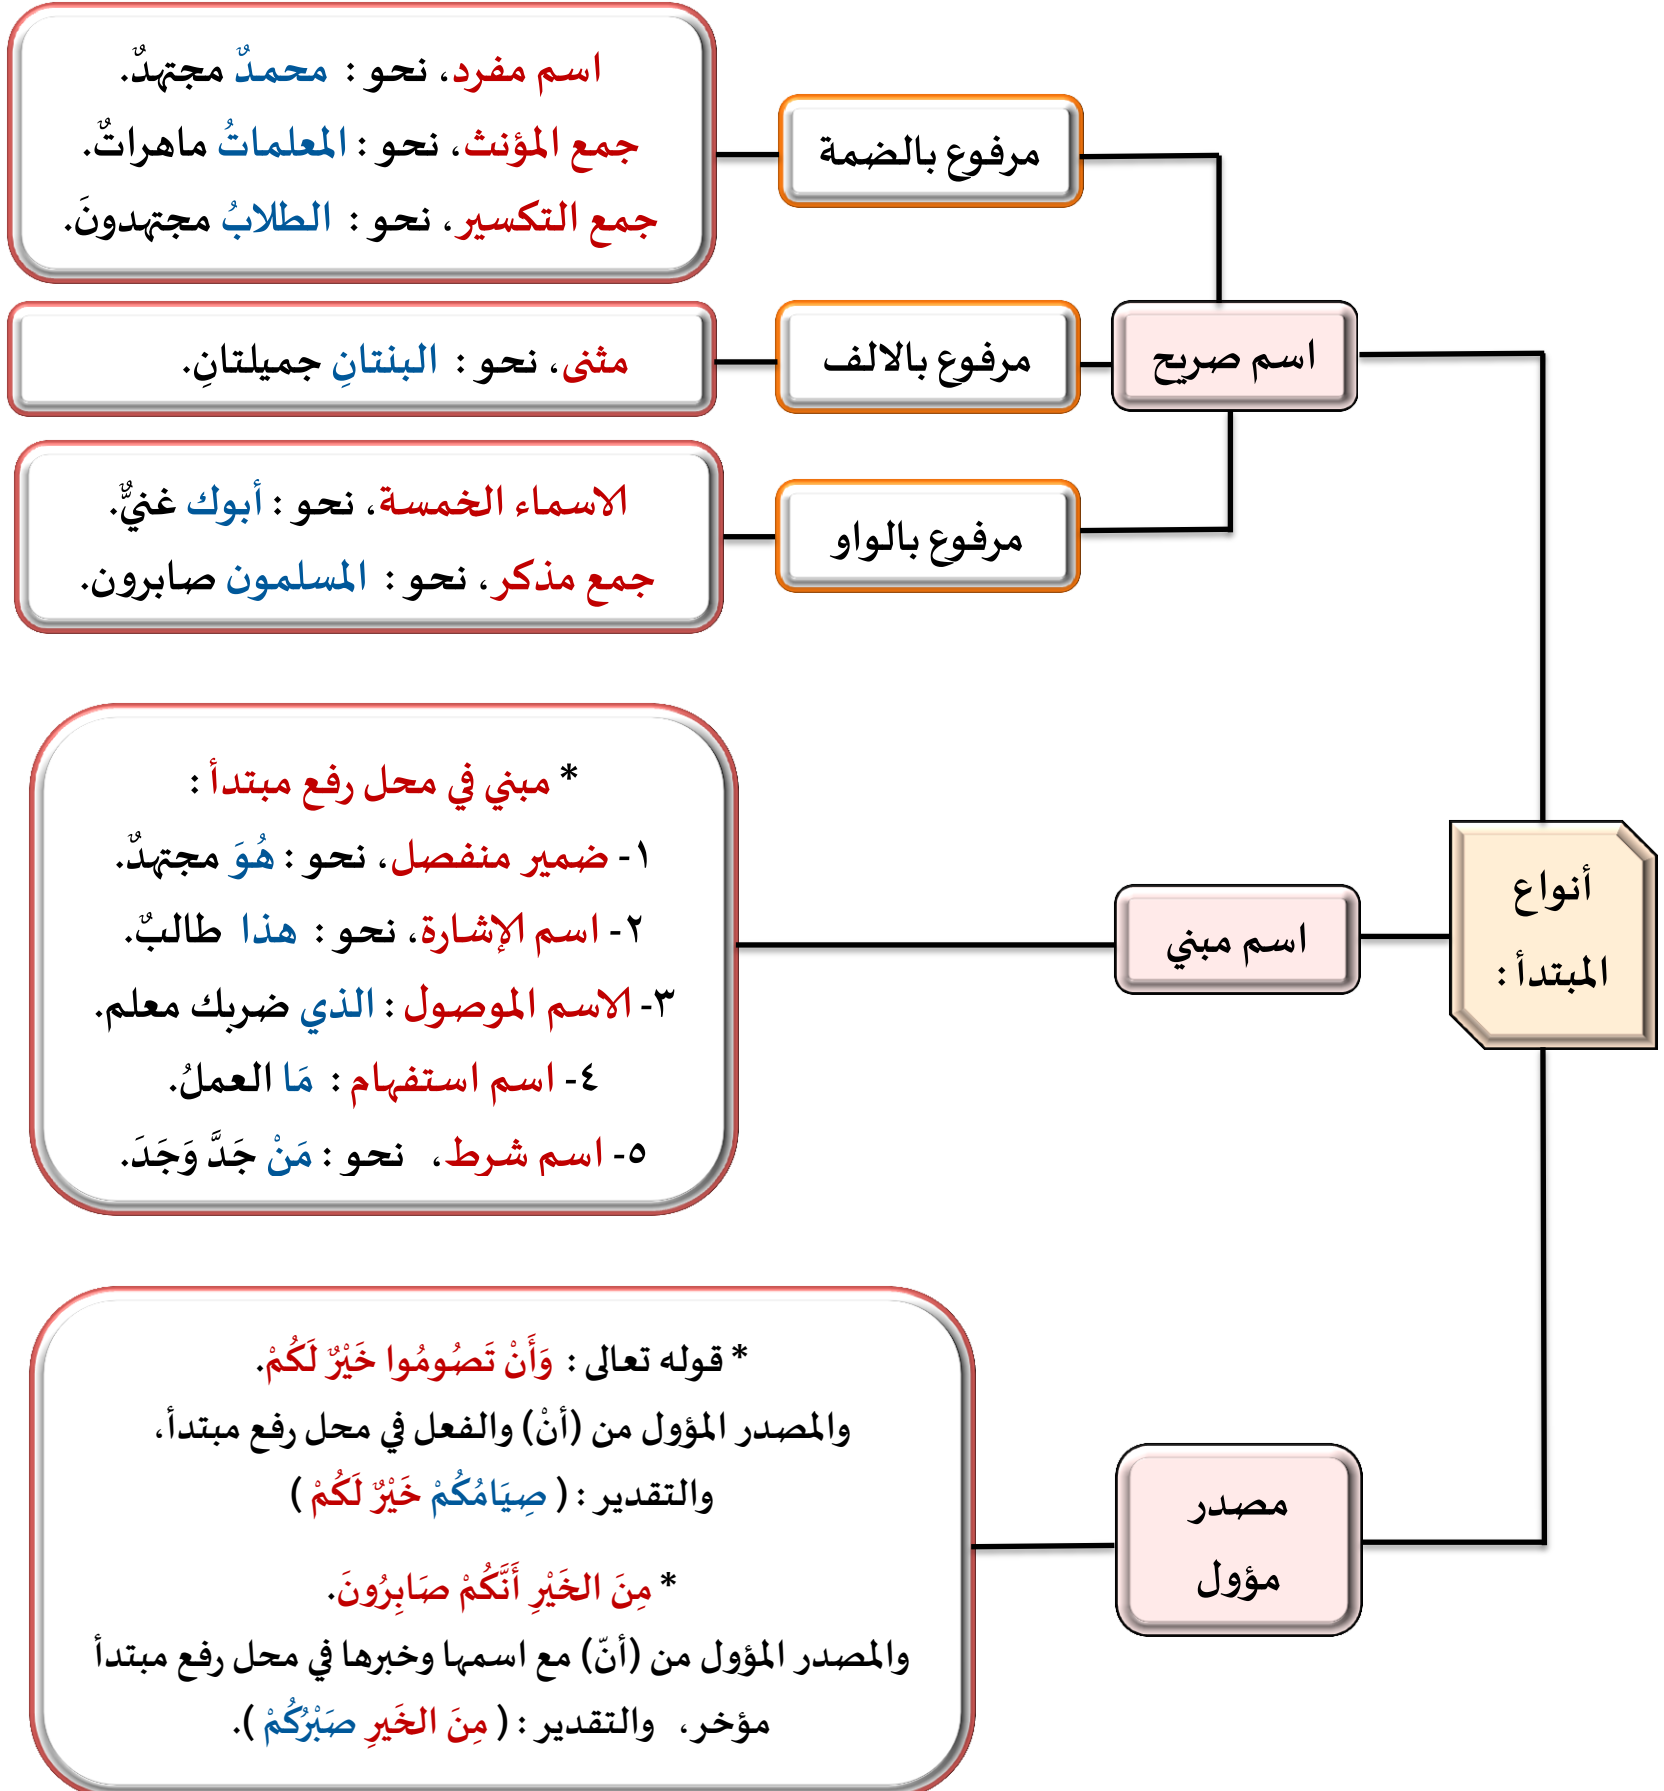 أنواع
المبتدأ :
اسم صريح
مرفوع بالضمة
اسم مفرد، نحو : محمدٌ مجتهدٌ.
جمع المؤنث، نحو : المعلماتُ ماهراتٌ.
جمع التكسير، نحو : الطلابُ مجتهدونَ.
مرفوع بالالف
مثنى، نحو : البنتانِ جميلتانِ.
مرفوع بالواو
الاسماء الخمسة، نحو : أبوك غنيٌّ.
جمع مذكر، نحو : المسلمون صابرون.
اسم مبني
* مبني في محل رفع مبتدأ :
١- ضمير منفصل، نحو : هُوَ مجتهدٌ.
٢- اسم الإشارة، نحو : هذا طالبٌ.
٣- الاسم الموصول : الذي ضربك معلم.
٤- اسم استفهام : مَا العملُ.
٥- اسم شرط، نحو : مَنْ جَدَّ وَجَدَ.
مصدر
مؤول
* قوله تعالى : وَأَنْ تَصُومُوا خَيْرٌ لَكُمْ.
والمصدر المؤول من (أنْ) والفعل في محل رفع مبتدأ،
والتقدير : ( صِيَامُكُمْ خَيْرٌ لَكُمْ )
* مِنَ الخَيْرِ أَنَّكُمْ صَابِرُونَ.
والمصدر المؤول من (أنّ) مع اسمها وخبرها في محل رفع مبتدأ
مؤخر، والتقدير : ( مِنَ الخَيرِ صَبْرُكُمْ ).